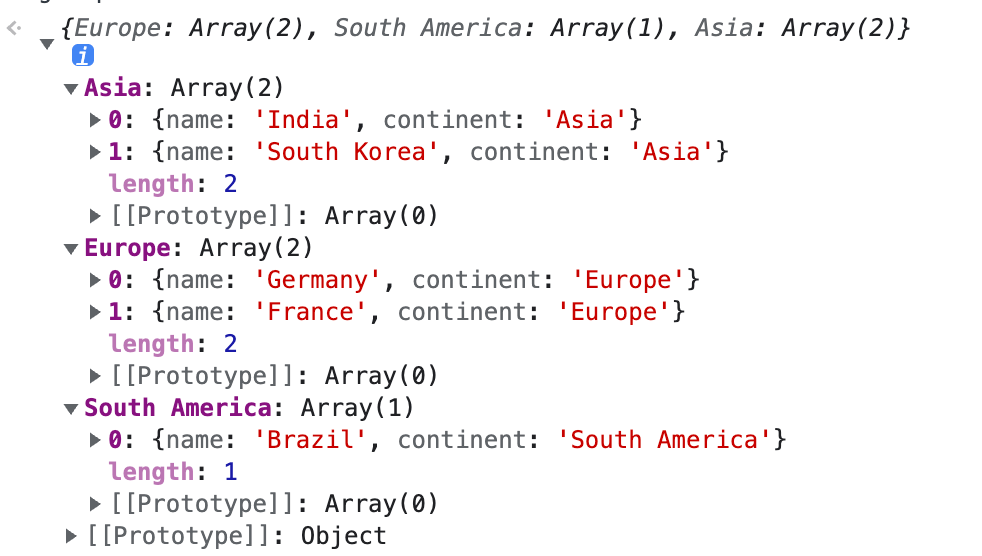 {Europe: Array(2), South America: Array(1), Asia: Array(2)}
i
Asia: Array(2)
0: {name: 'India', continent: 'Asia'}
1: {name: 'South Korea', continent: 'Asia'}
length: 2
[[Prototype]]: Array(0)
Europe: Array(2)
0: {name: 'Germany', continent: 'Europe'}
1: {name: 'France', continent: 'Europe'}
length: 2
[[Prototype]]: Array(0)
South America: Array(1)
0: {name: 'Brazil', continent: 'South America'}
length: 1
[[Prototype]]: Array(0)
[[Prototype]]: Object